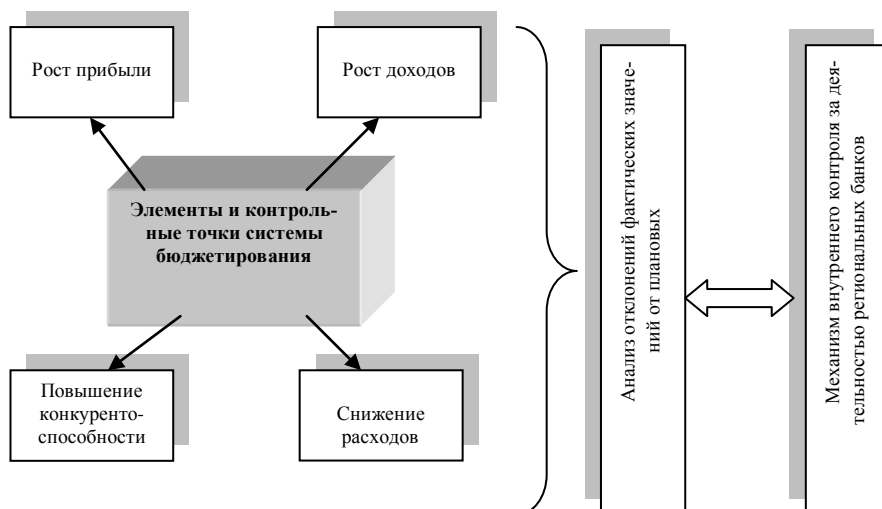 Рост прибыли
Рост доходов
Элементы и контроль-
ные точки системы
бюджетирования
Повышение
конкуренто-
способности
Снижение
расходов
Анализ отклонений фактических значе-
ний от плановых
Механизм внутреннего контроля за дея-
тельностью региональных банков